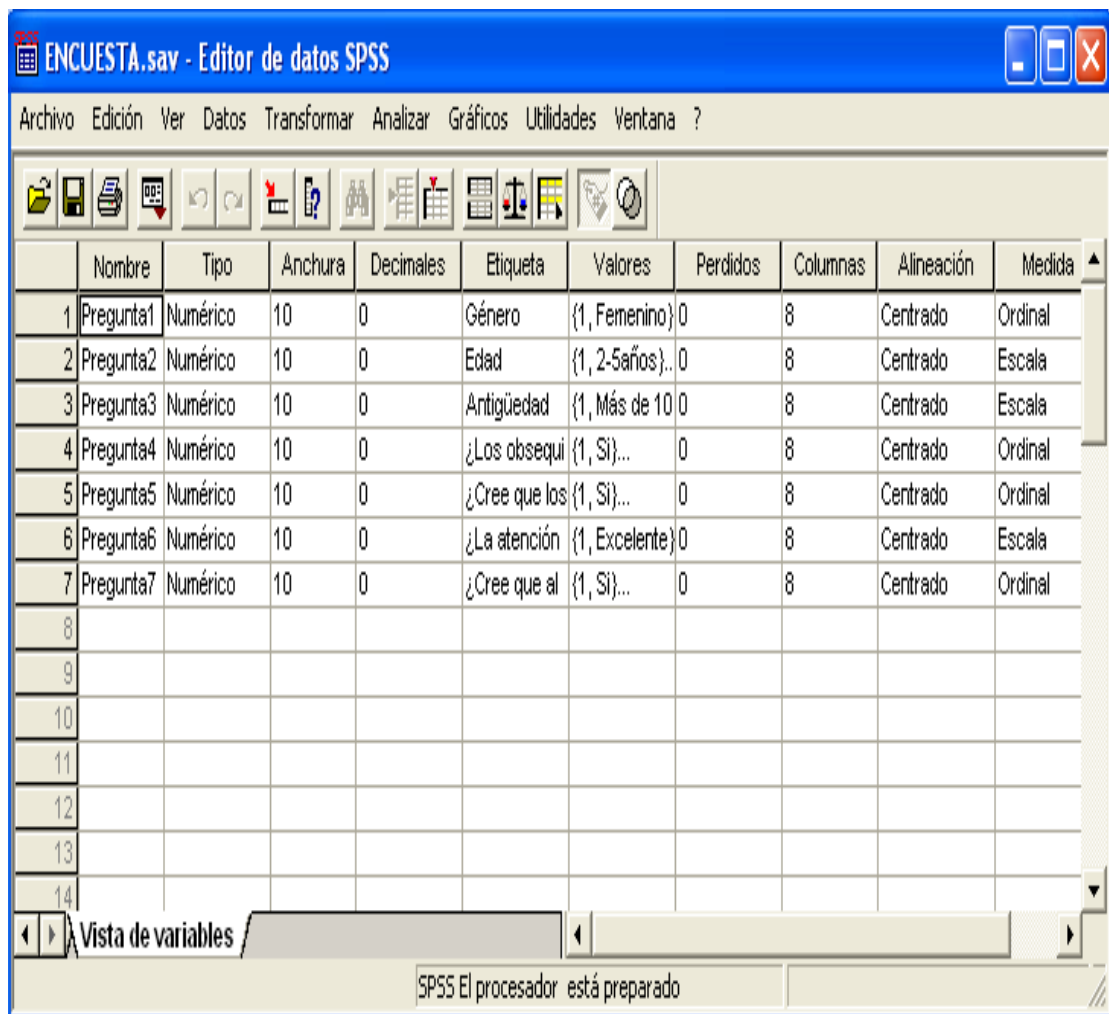 SPSS
ENCUESTA.sav - Editor de datos SPSS
Archivo Edición Ver Datos Transformar Analizar Gráficos Utilidades Ventana ?
Nombre Tipo Anchura Decimales Etiqueta Valores Perdidos Columnas Alineación Medida
1 Pregunta1 Numérico 10 0 Género {1, Femenino} 0 8 Centrado Ordinal
2 Pregunta2 Numérico 10 0 Edad {1, 2-5años}.. 0 8 Centrado Escala
3 Pregunta3 Numérico 10 0 Antigüedad {1, Más de 10 0 8 Centrado Escala
4 Pregunta4 Numérico 10 0 ¿Los obsequi {1, Si}... 0 8 Centrado Ordinal
5 Pregunta5 Numérico 10 0 ¿Cree que los {1, Si}... 0 8 Centrado Ordinal
6 Pregunta6 Numérico 10 0 ¿La atención {1, Excelente} 0 8 Centrado Escala
7 Pregunta7 Numérico 10 0 ¿Cree que al {1, Si}... 0 8 Centrado Ordinal
8
9
10
11
12
13
14
Vista de variables
SPSS El procesador está preparado